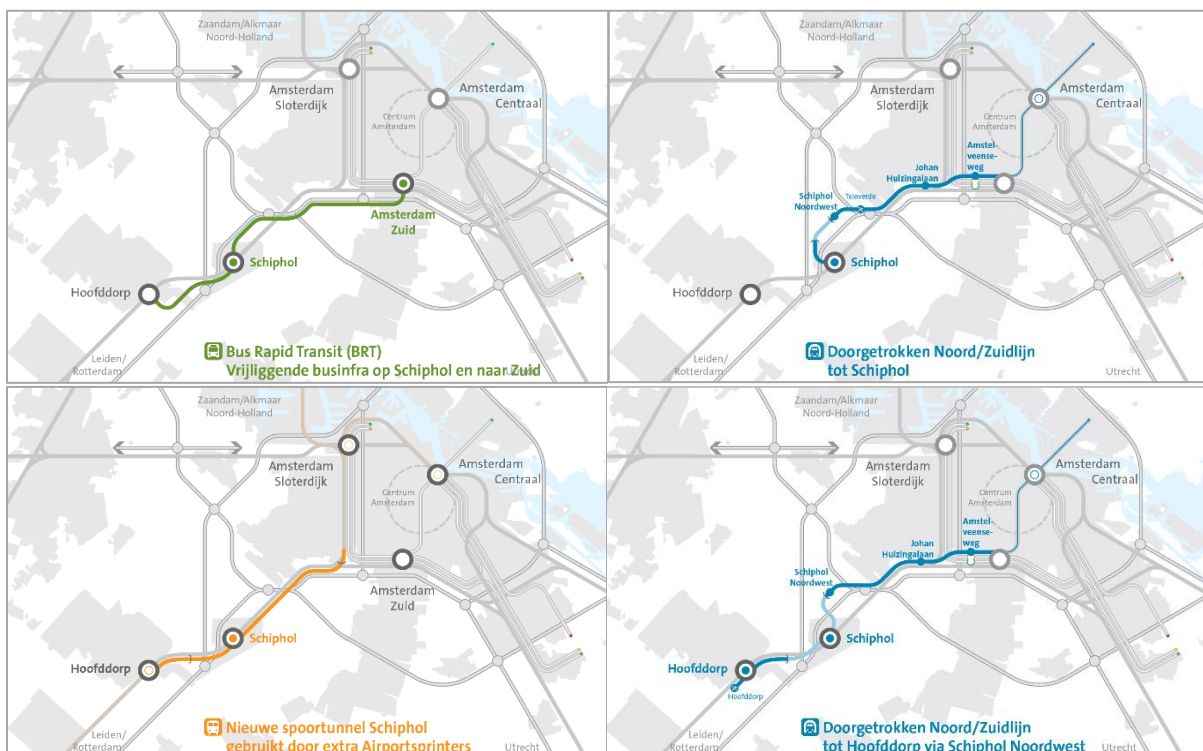 Zaandam/Alkmaar
Noord-Holland
Amsterdam
Sloterdijk
Amsterdam
Centraal
Centrum
Amsterdam
Amsterdam
Zuid
Schiphol
Hoofddorp
Leiden/
Rotterdam
Utrecht
Bus Rapid Transit (BRT)
Vrijliggende businfra op Schiphol en naar Zuid
Zaandam/Alkmaar
Noord-Holland
Amsterdam
Sloterdijk
Amsterdam
Centraal
Centrum
Amsterdam
Amstel-
veense-
weg
Johan
Huizingalaan
Schiphol
Noordwest
Televerde
Schiphol
Hoofddorp
Leiden/
Rotterdam
Utrecht
Doorgetrokken Noord/Zuidlijn
tot Schiphol
Zaandam/Alkmaar
Noord-Holland
Amsterdam
Sloterdijk
Amsterdam
Centraal
Centrum
Amsterdam
Amsterdam
Zuid
Schiphol
Hoofddorp
Leiden/
Rotterdam
Utrecht
Nieuwe spoortunnel Schiphol
gebruikt door extra Airportsprinters
Zaandam/Alkmaar
Noord-Holland
Amsterdam
Sloterdijk
Amsterdam
Centraal
Centrum
Amsterdam
Amstel-
veense-
weg
Johan
Huizingalaan
Schiphol
Noordwest
Schiphol
Hoofddorp
Hoofddorp
Leiden/
Rotterdam
Utrecht
Doorgetrokken Noord/Zuidlijn
tot Hoofddorp via Schiphol Noordwest